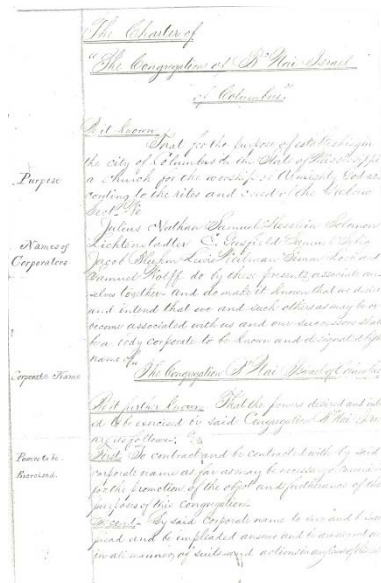 The Charter of
"The Congregation of B'Nai Israel
of Columbus"
Be it known,
That for the purpose of establishing in
the city of Columbus in the State of Mississippi
a church for the worship of Almighty God ac
cording to the rites and creed of the Hebrew
Sect. We
Purpose
Julius Nathan Samuel Solomon
Names of
Corporators
Lichtenstadter Samuel
Jacob Lewis Simon and
Samuel Wolff do by these presents associate our
selves together and do make it known that we desire
and intend that we and such others as may be
come associated with us and our successors shall
be a body corporate to be known and designated by the
name of
Corporate Name
The Congregation B'Nai Israel of Columbus
Be it further known, That the powers desired and inte
d to be exercised by said Congregation B'Nai Israel
are as follows:
Powers to be
Exercised.
First. To contract and be contracted with by said
corporate name as far as may be necessary
for the promotion of the object and furtherance of the
purposes of this Congregation
Second. By said Corporate name to sue and be
plead and be impleaded answer and be answered
in all manner of suits and actions in